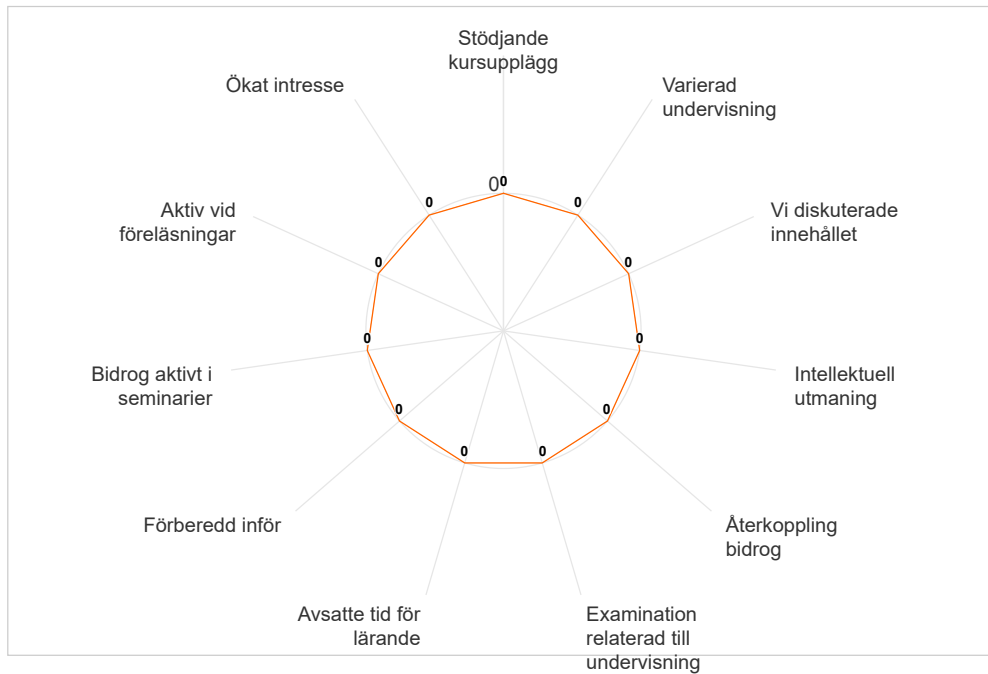 Stödjande
kursupplägg
Ökat intresse
Varierad
undervisning
0
0
0
0
Aktiv vid
föreläsningar
Vi diskuterade
innehållet
0
0
0
0
Bidrog aktivt i
seminarier
Intellektuell
utmaning
0
0
0
0
Förberedd inför
Återkoppling
bidrog
Avsatte tid för
lärande
Examination
relaterad till
undervisning